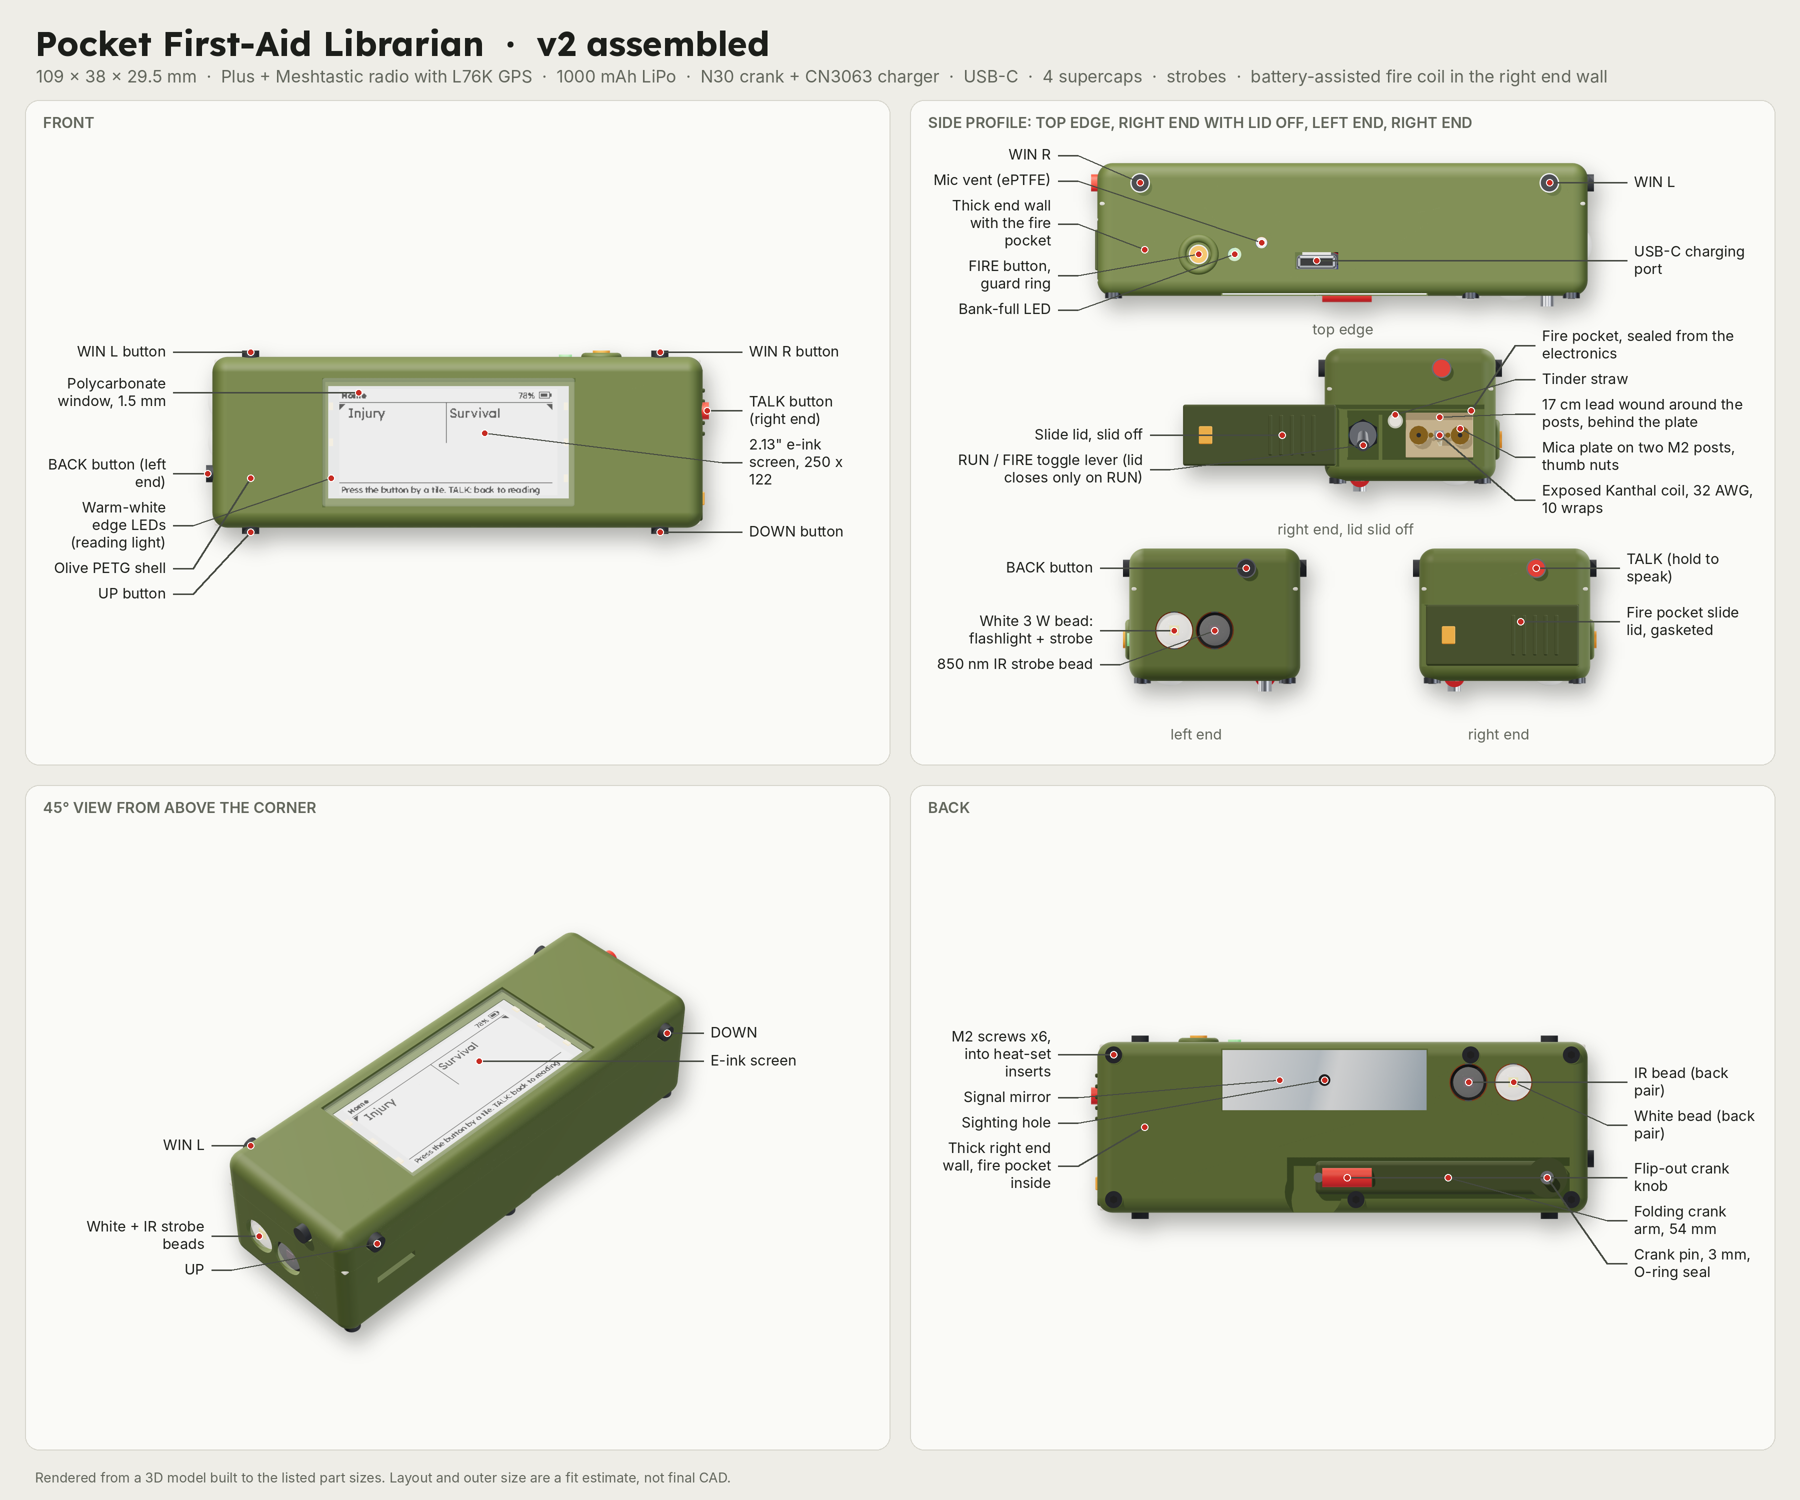 Pocket First-Aid Librarian · v2 assembled
109 × 38 × 29.5 mm · Plus + Meshtastic radio with L76K GPS · 1000 mAh LiPo · N30 crank + CN3063 charger · USB-C · 4 supercaps · strobes · battery-assisted fire coil in the right end wall
FRONT
WIN L button
Polycarbonate
window, 1.5 mm
BACK button (left
end)
Warm-white
edge LEDs
(reading light)
Olive PETG shell
UP button
Home
78%
Injury
Survival
Press the button by a tile. TALK: back to reading
WIN R button
TALK button
(right end)
2.13" e-ink
screen, 250 x
122
DOWN button
SIDE PROFILE: TOP EDGE, RIGHT END WITH LID OFF, LEFT END, RIGHT END
WIN R
Mic vent (ePTFE)
Thick end wall
with the fire
pocket
FIRE button,
guard ring
Bank-full LED
WIN L
USB-C charging
port
top edge
Slide lid, slid off
RUN / FIRE toggle lever (lid
closes only on RUN)
Fire pocket, sealed from the
electronics
Tinder straw
17 cm lead wound around the
posts, behind the plate
Mica plate on two M2 posts,
thumb nuts
Exposed Kanthal coil, 32 AWG,
10 wraps
right end, lid slid off
BACK button
White 3 W bead:
flashlight + strobe
850 nm IR strobe bead
TALK (hold to
speak)
Fire pocket slide
lid, gasketed
left end
right end
45° VIEW FROM ABOVE THE CORNER
WIN L
White + IR strobe
beads
UP
Home
78%
Injury
Survival
Press the button by a tile. TALK: back to reading
DOWN
E-ink screen
BACK
M2 screws x6,
into heat-set
inserts
Signal mirror
Sighting hole
Thick right end
wall, fire pocket
inside
IR bead (back
pair)
White bead (back
pair)
Flip-out crank
knob
Folding crank
arm, 54 mm
Crank pin, 3 mm,
O-ring seal
Rendered from a 3D model built to the listed part sizes. Layout and outer size are a fit estimate, not final CAD.